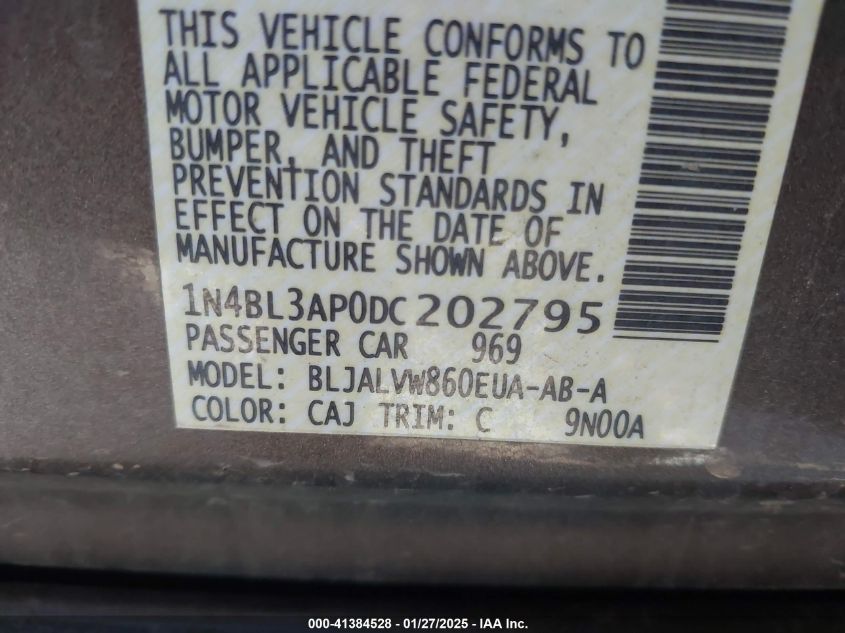 THIS VEHICLE CONFORMS TO
ALL APPLICABLE FEDERAL
MOTOR VEHICLE SAFETY,
BUMPER, AND THEFT
PREVENTION STANDARDS IN
EFFECT ON THE DATE OF
MANUFACTURE SHOWN ABOVE.
1N4BL3AP0DC202795
PASSENGER CAR 969
MODEL: BLJALVW860EUA-AB-A
COLOR: CAJ TRIM: C 9N00A
000-41384528 - 01/27/2025 - IAA Inc.